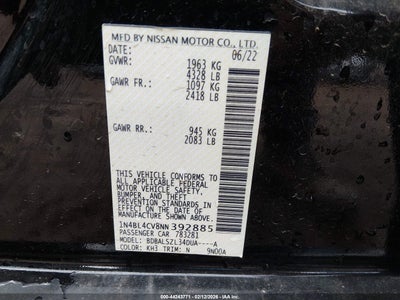 MFD BY NISSAN MOTOR CO., LTD.
DATE: 06/22
GVWR: 1963 KG
4328 LB
GAWR FR.: 1097 KG
2418 LB
GAWR RR.: 945 KG
2083 LB
THIS VEHICLE CONFORMS TO
ALL APPLICABLE FEDERAL
MOTOR VEHICLE SAFETY, BUMPER
AND THEFT PREVENTION STANDARDS IN
EFFECT ON THE DATE OF MANUFACTURE
SHOWN ABOVE.
1N4BL4CV8NN392885
PASSENGER CAR 783281
MODEL: BDBALSZL34DUA----A
COLOR: KH3 TRIM: N 9N00A
000-44243771 - 02/12/2026 - IAA